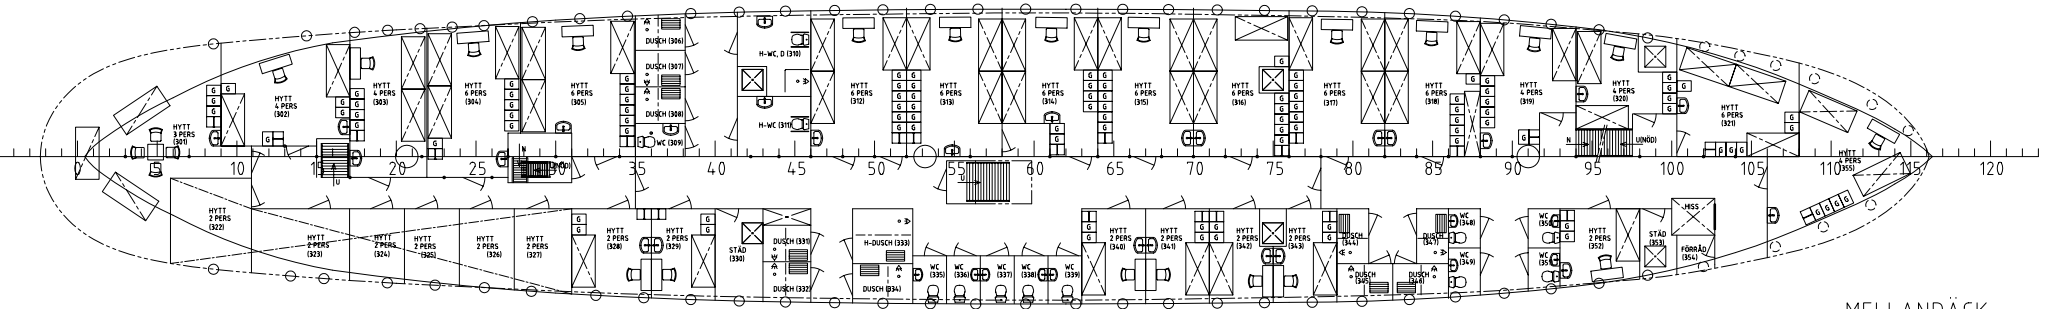 DUSCH (306)
H-WC, D (310)
DUSCH (307)
HYTT
4 PERS
(302)
HYTT
4 PERS
(303)
HYTT
6 PERS
(304)
HYTT
6 PERS
(305)
HYTT
6 PERS
(312)
HYTT
6 PERS
(313)
HYTT
6 PERS
(314)
HYTT
6 PERS
(315)
HYTT
6 PERS
(316)
HYTT
6 PERS
(317)
HYTT
6 PERS
(318)
HYTT
4 PERS
(319)
HYTT
4 PERS
(320)
HYTT
6 PERS
(321)
DUSCH (308)
H-WC (311)
HYTT
3 PERS
(301)
WC (309)
U(NÖD)
N
U
U(NÖD)
N
HYTT
4 PERS
(355)
0 10 15 25 30 35 40 45 50 55 60 65 70 75 80 85 90 95 100 105 110 115 120
U
HYTT
2 PERS
(322)
HYTT
2 PERS
(323)
HYTT
2 PERS
(324)
HYTT
2 PERS
(325)
HYTT
2 PERS
(326)
HYTT
2 PERS
(327)
HYTT
2 PERS
(328)
HYTT
2 PERS
(329)
STÄD
(330)
DUSCH (331)
DUSCH (332)
H-DUSCH (333)
DUSCH (334)
WC
(335)
WC
(336)
WC
(337)
WC
(338)
WC
(339)
HYTT
2 PERS
(340)
HYTT
2 PERS
(341)
HYTT
2 PERS
(342)
HYTT
2 PERS
(343)
DUSCH
(344)
DUSCH
(345)
DUSCH
(346)
DUSCH
(347)
WC
(348)
WC
(349)
WC
(350)
WC
(351)
HYTT
2 PERS
(352)
STÄD
(353)
HISS
FÖRRÅD
(354)
MELLANDÄCK